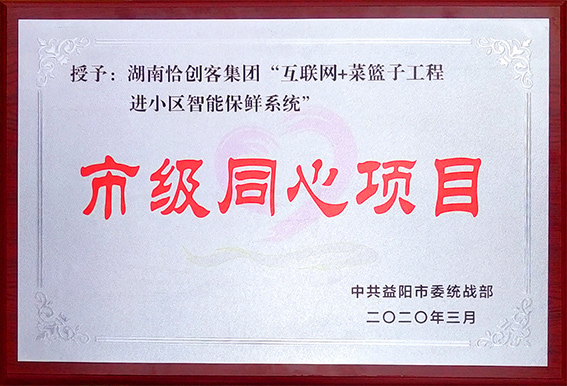 授予：湖南恰创客集团“互联网+菜篮子工程
进小区智能保鲜系统”
市级同心项目
中共益阳市委统战部
二〇二〇年三月